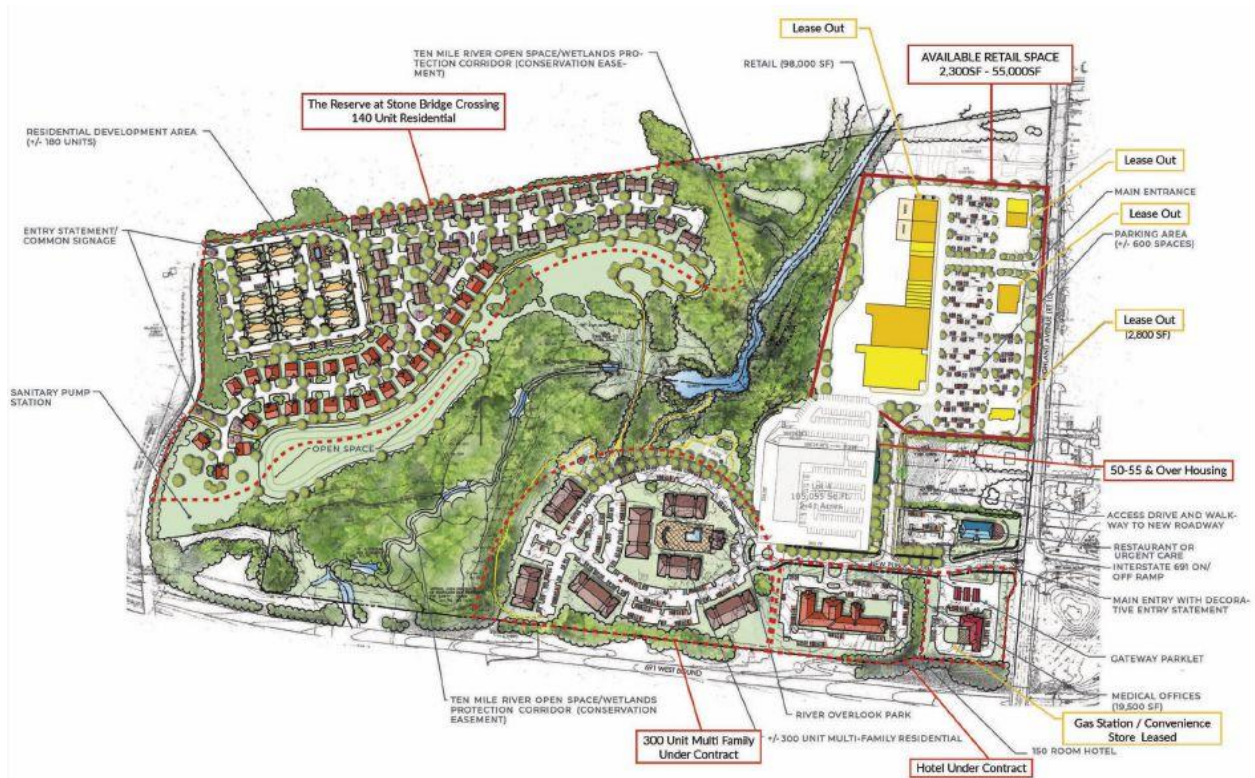 Lease Out
TEN MILE RIVER OPEN SPACE/WETLANDS PRO-
TECTION CORRIDOR (CONSERVATION EASE-
MENT)
RETAIL (98,000 SF)
AVAILABLE RETAIL SPACE
2,300SF - 55,000SF
The Reserve at Stone Bridge Crossing
140 Unit Residential
RESIDENTIAL DEVELOPMENT AREA
(+/- 180 UNITS)
Lease Out
MAIN ENTRANCE
Lease Out
PARKING AREA
(+/- 600 SPACES)
ENTRY STATEMENT/
COMMON SIGNAGE
Lease Out
(2,800 SF)
HIGHLAND AVENUE
SANITARY PUMP
STATION
OPEN SPACE
50-55 & Over Housing
ACCESS DRIVE AND WALK-
WAY TO NEW ROADWAY
RESTAURANT OR
URGENT CARE
INTERSTATE 691 ON/
OFF RAMP
MAIN ENTRY WITH DECORA-
TIVE ENTRY STATEMENT
GATEWAY PARKLET
691 WEST BOUND
MEDICAL OFFICES
(19,500 SF)
TEN MILE RIVER OPEN SPACE/WETLANDS
PROTECTION CORRIDOR (CONSERVATION
EASEMENT)
RIVER OVERLOOK PARK
Gas Station / Convenience
Store Leased
300 Unit Multi Family
Under Contract
+/-300 UNIT MULTI-FAMILY RESIDENTIAL
150 ROOM HOTEL
Hotel Under Contract